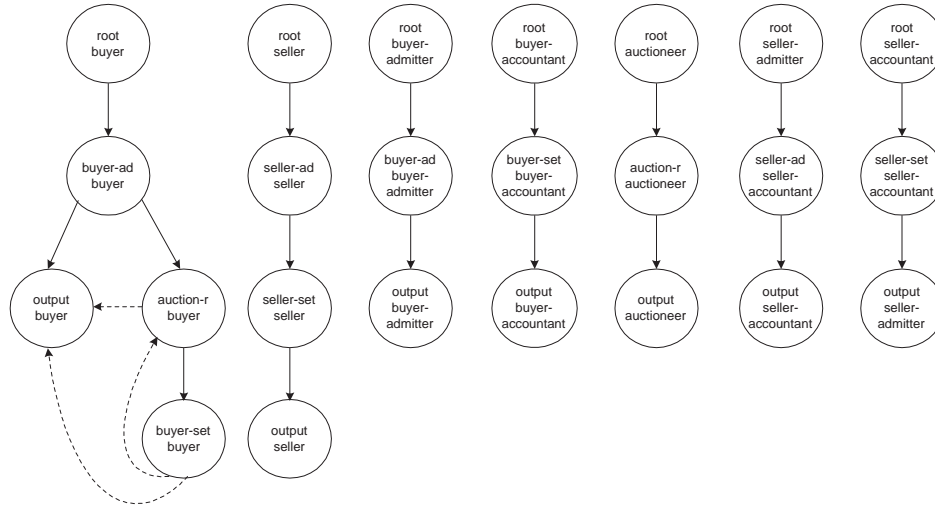 root
buyer
root
seller
root
buyer-
admitter
root
buyer-
accountant
root
auctioneer
root
seller-
admitter
root
seller-
accountant
buyer-ad
buyer
seller-ad
seller
buyer-ad
buyer-
admitter
buyer-set
buyer-
accountant
auction-r
auctioneer
seller-ad
seller-
accountant
seller-set
seller-
accountant
output
buyer
auction-r
buyer
seller-set
seller
output
buyer-
admitter
output
buyer-
accountant
output
auctioneer
output
seller-
accountant
output
seller-
admitter
buyer-set
buyer
output
seller